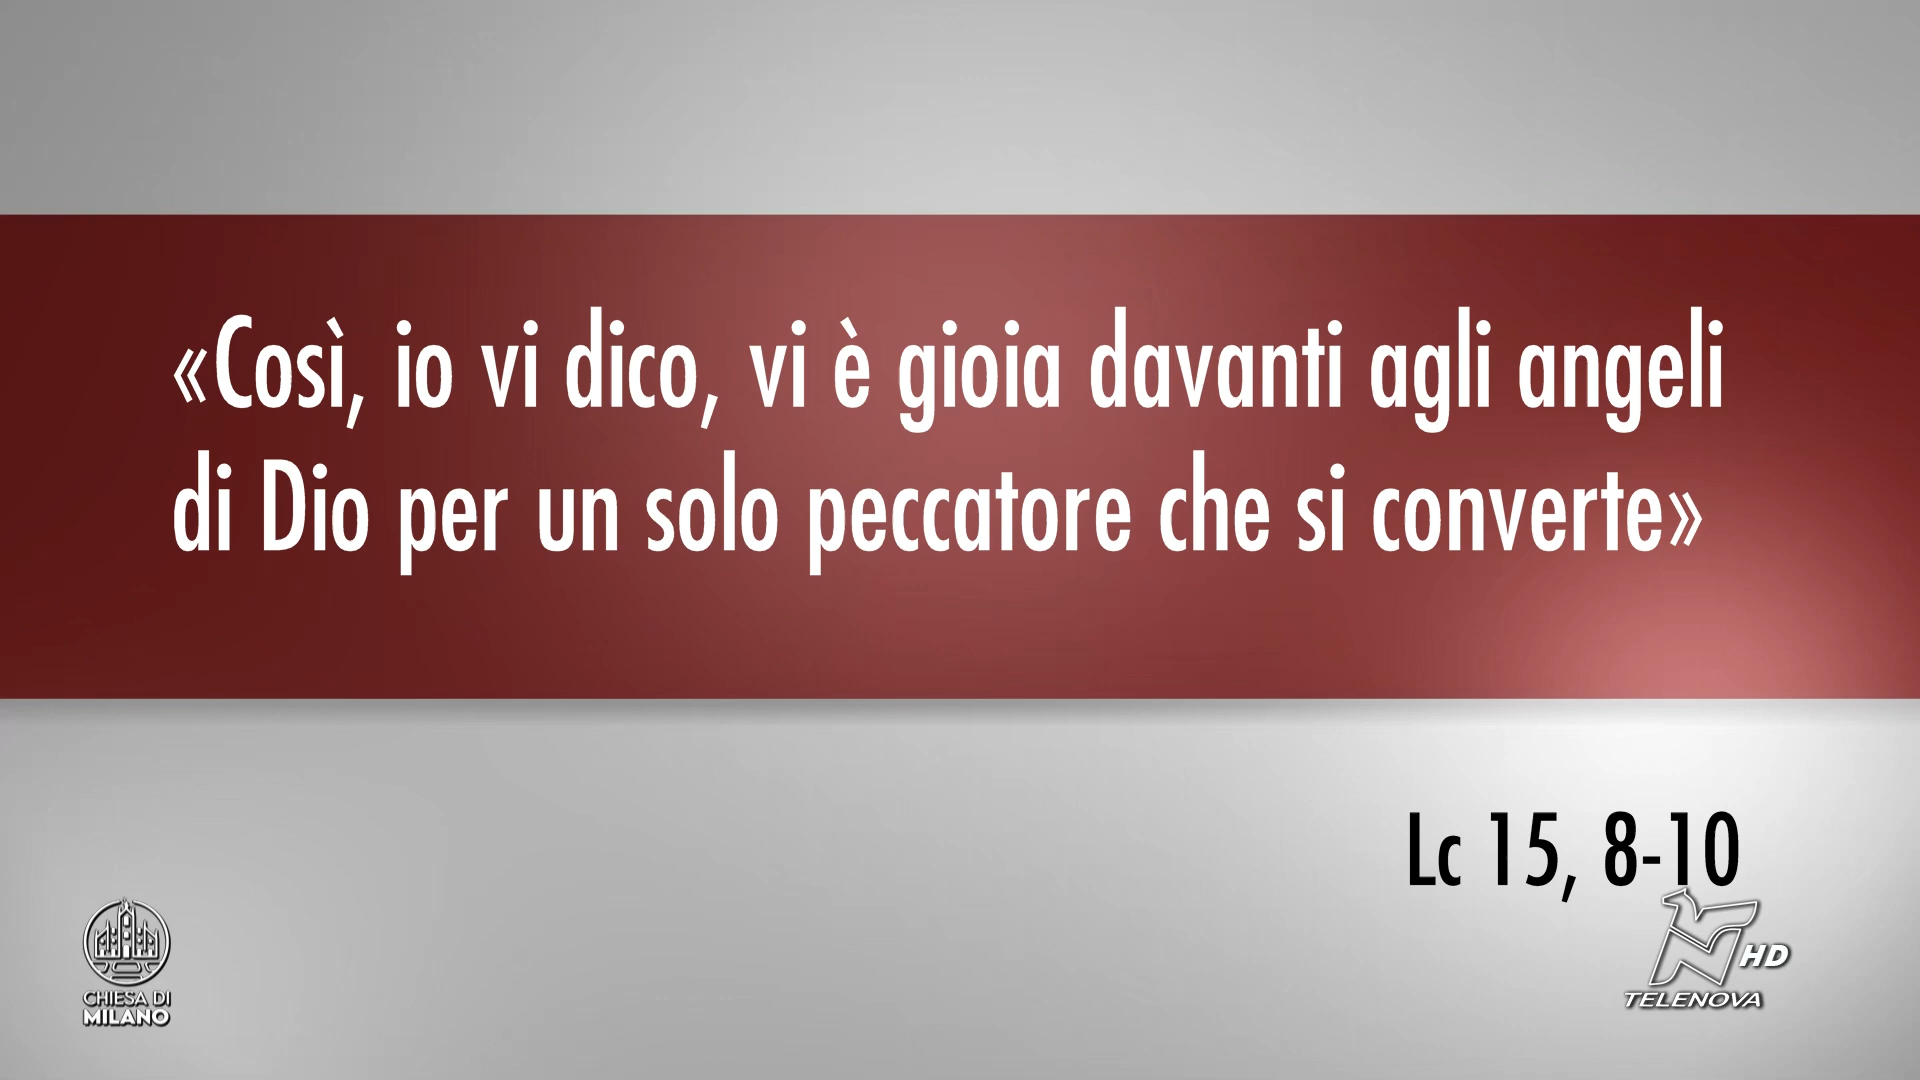 «Così, io vi dico, vi è gioia davanti agli angeli
di Dio per un solo peccatore che si converte»
Lc 15, 8-10
CHIESA DI
MILANO
HD
TELENOVA